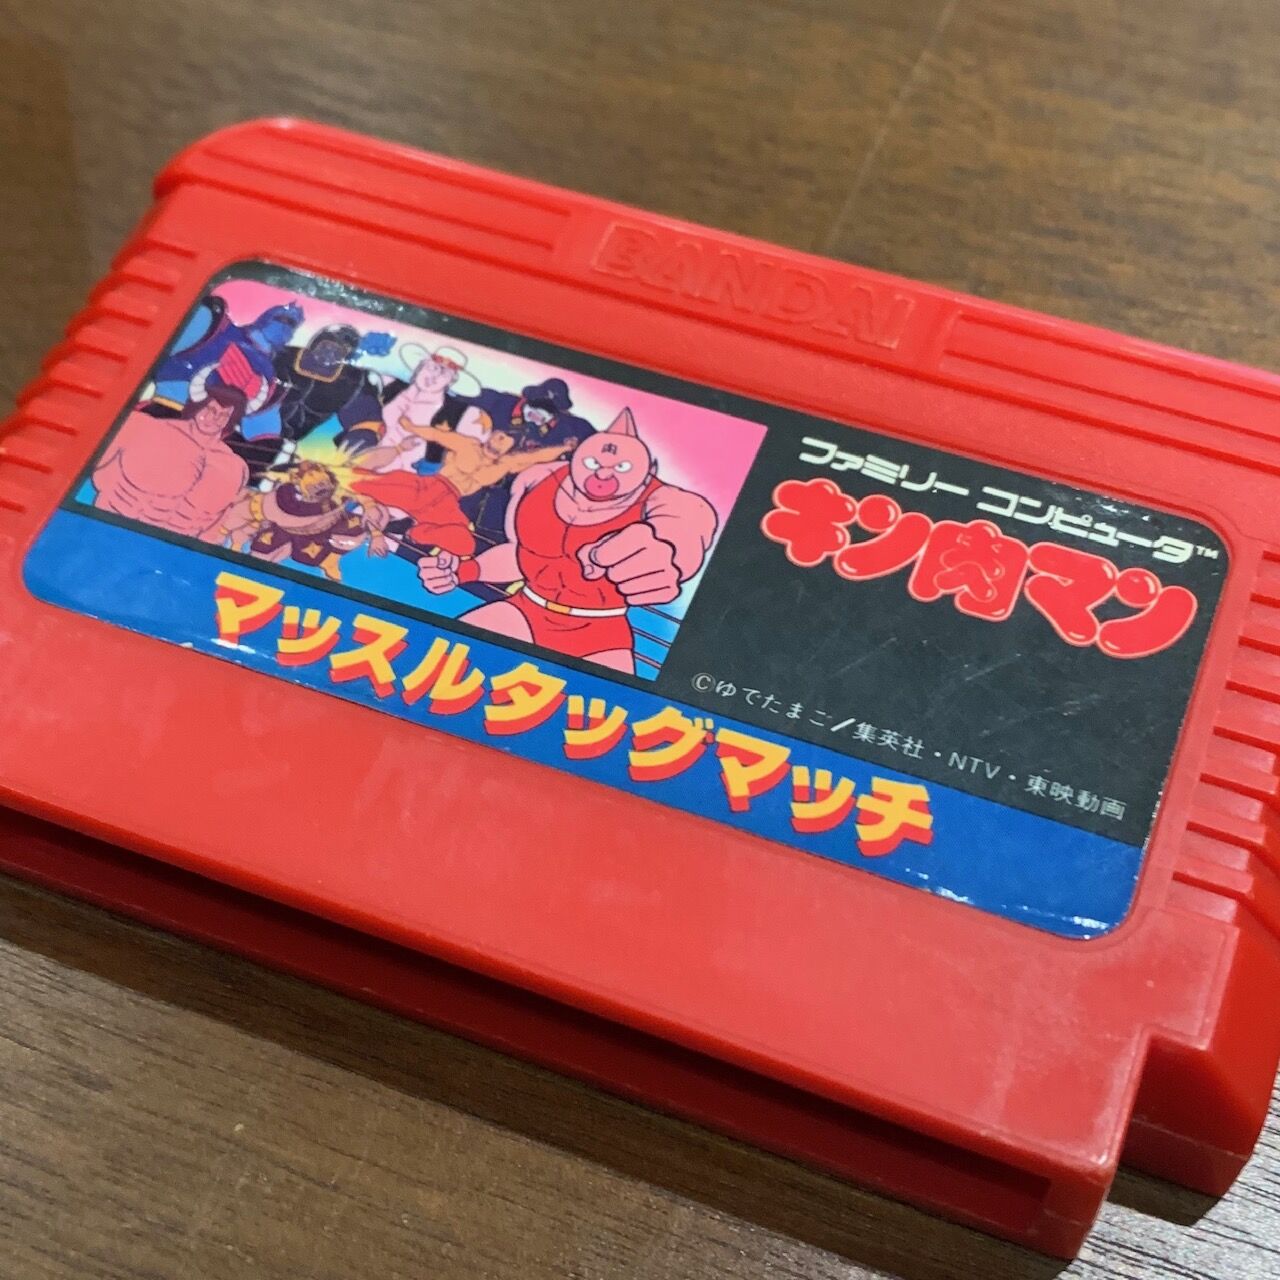 BANDAI
ファミリー コンピュータ™
キン肉マン
肉
©ゆでたまご/集英社・NTV・東映動画
マッスルタッグマッチ